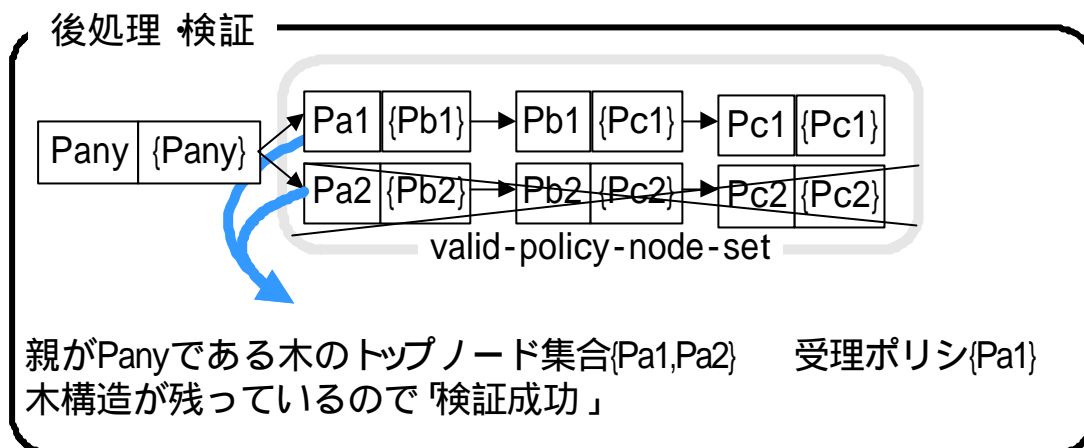 後処理・検証
Pa1 {Pb1} Pb1 {Pc1} Pc1 {Pc1}
Pany {Pany}
Pa2 {Pb2} Pb2 {Pc2} Pc2 {Pc2}
valid-policy-node-set
親がPanyである木のトップノード集合{Pa1,Pa2} 受理ポリシ{Pa1}
木構造が残っているので「検証成功」